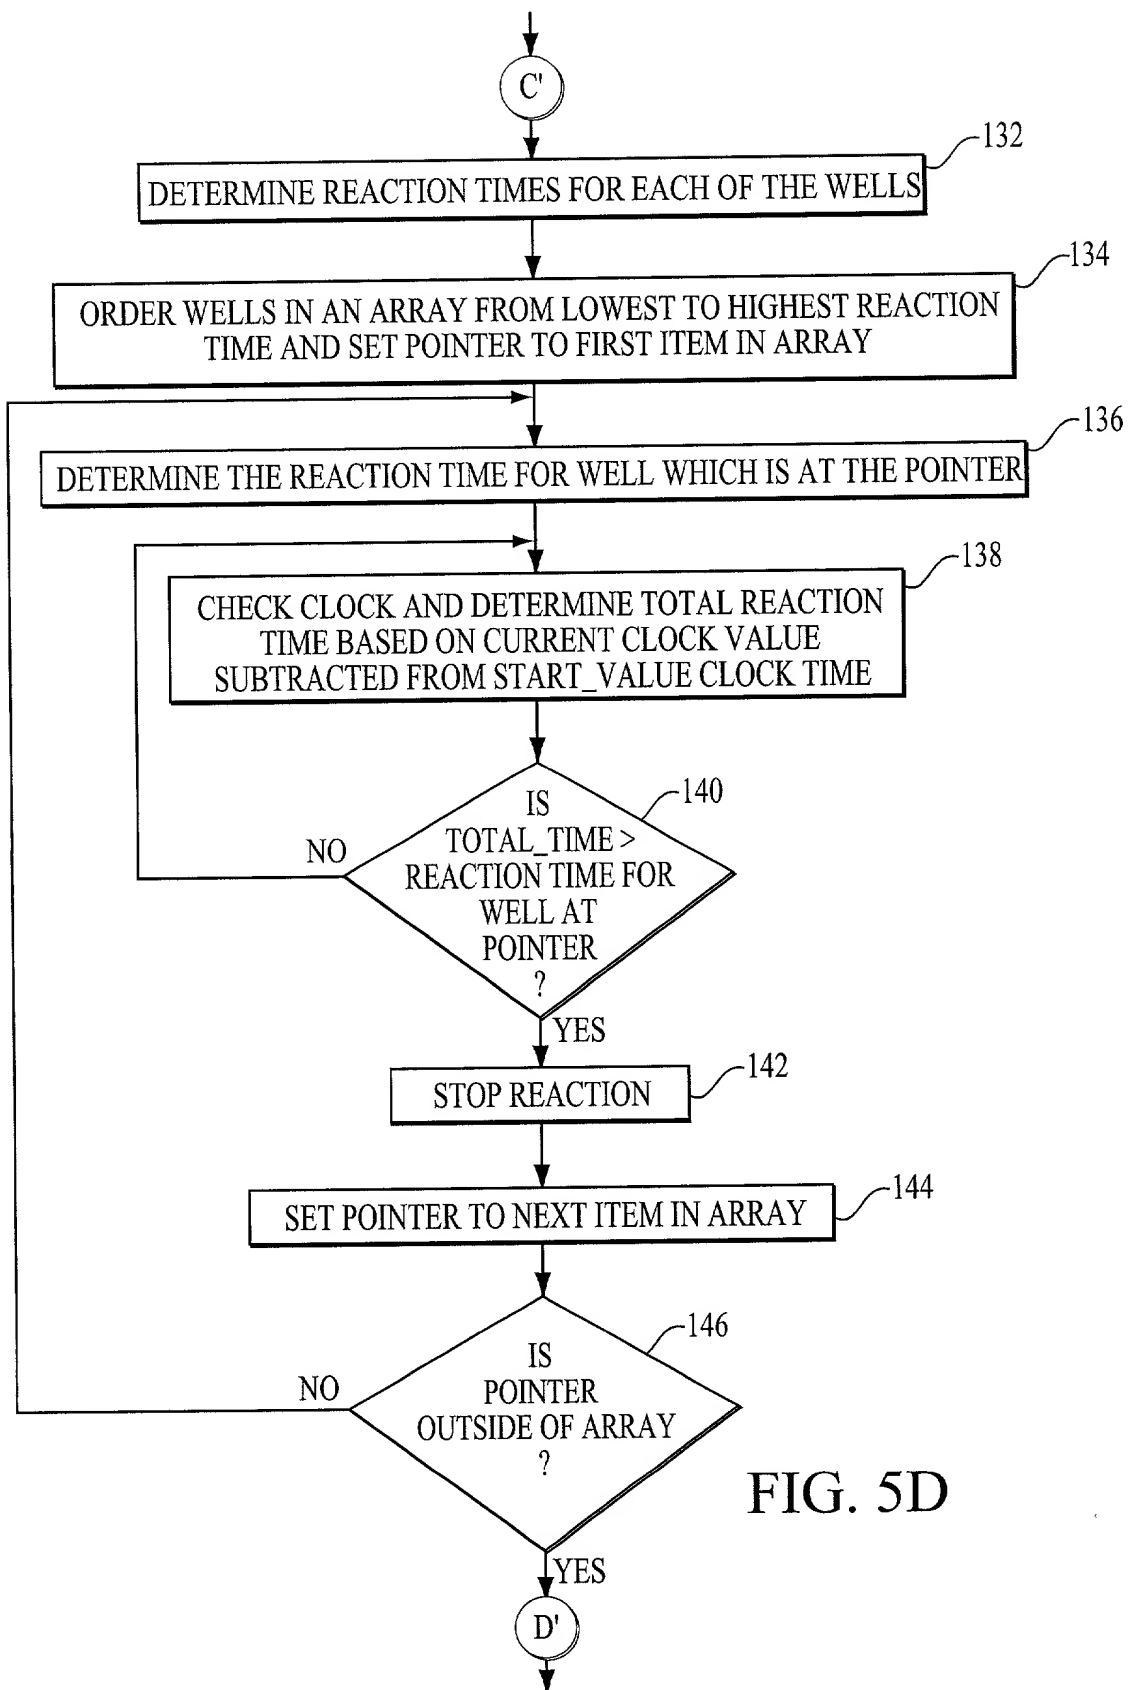 C'
132
DETERMINE REACTION TIMES FOR EACH OF THE WELLS
134
ORDER WELLS IN AN ARRAY FROM LOWEST TO HIGHEST REACTION
TIME AND SET POINTER TO FIRST ITEM IN ARRAY
136
DETERMINE THE REACTION TIME FOR WELL WHICH IS AT THE POINTER
138
CHECK CLOCK AND DETERMINE TOTAL REACTION
TIME BASED ON CURRENT CLOCK VALUE
SUBTRACTED FROM START_VALUE CLOCK TIME
140
IS
TOTAL_TIME >
REACTION TIME FOR
WELL AT
POINTER
?
NO
YES
142
STOP REACTION
144
SET POINTER TO NEXT ITEM IN ARRAY
146
IS
POINTER
OUTSIDE OF ARRAY
?
NO
YES
D'
FIG. 5D